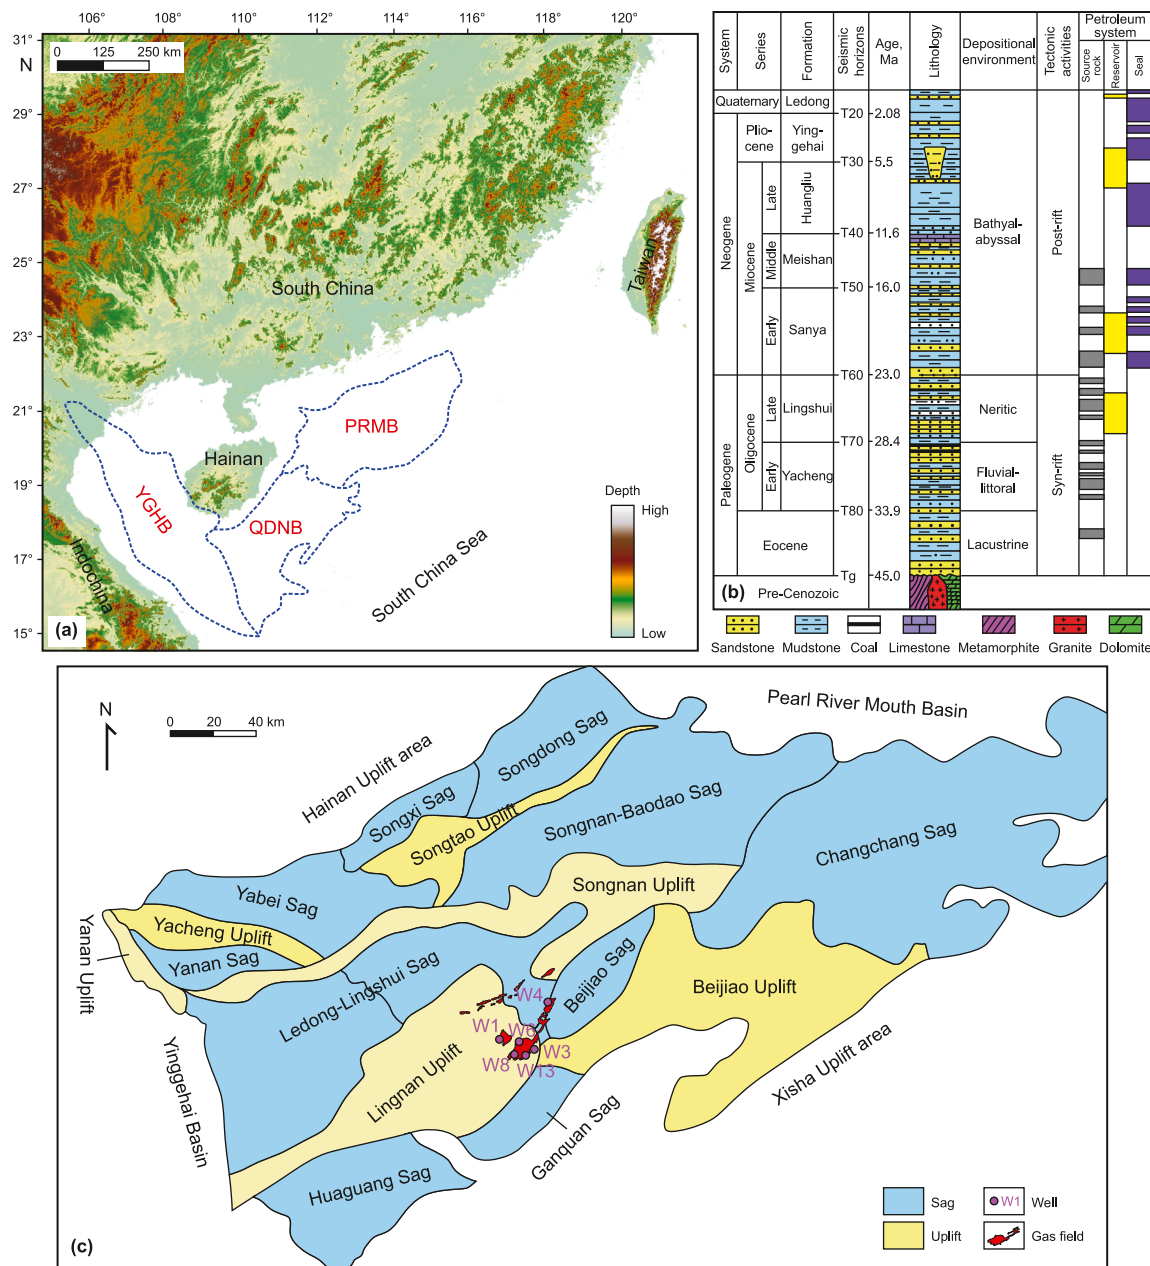 106° 108° 110° 112° 114° 116° 118° 120°
31°
N
29°
27°
25°
23°
21°
19°
17°
15°
0 125 250 km
South China
Taiwan
PRMB
Hainan
YGHB
QDNB
Indochina
South China Sea
Depth
High
Low
(a)
System
Series
Formation
Seismic
horizons
Age,
Ma
Lithology
Depositional
environment
Tectonic
activities
Petroleum
system
Source
rock
Reservoir
Seal
Quaternary Ledong
T20 2.08
Neogene
Plio-
cene
Ying-
gehai
T30 5.5
Miocene
Late
Huangliu
T40 11.6
Middle
Meishan
T50 16.0
Early
Sanya
T60 23.0
Bathyal-
abyssal
Post-rift
Paleogene
Oligocene
Late
Lingshui
Neritic
T70 28.4
Early
Yacheng
Fluvial-
littoral
Syn-rift
T80 33.9
Eocene
Lacustrine
Tg 45.0
Pre-Cenozoic
(b)
Sandstone Mudstone Coal Limestone Metamorphite Granite Dolomite
N
0 20 40 km
Pearl River Mouth Basin
Hainan Uplift area
Songdong Sag
Songxi Sag
Songtao Uplift
Songnan-Baodao Sag
Changchang Sag
Songnan Uplift
Yabei Sag
Yacheng Uplift
Yanan Sag
Yanan Uplift
Ledong-Lingshui Sag
Beijiao Sag
Beijiao Uplift
W4
W1
W6
W3
W8
W13
Lingnan Uplift
Xisha Uplift area
Yinggehai Basin
Ganquan Sag
Huaguang Sag
Sag
W1 Well
Uplift
Gas field
(c)